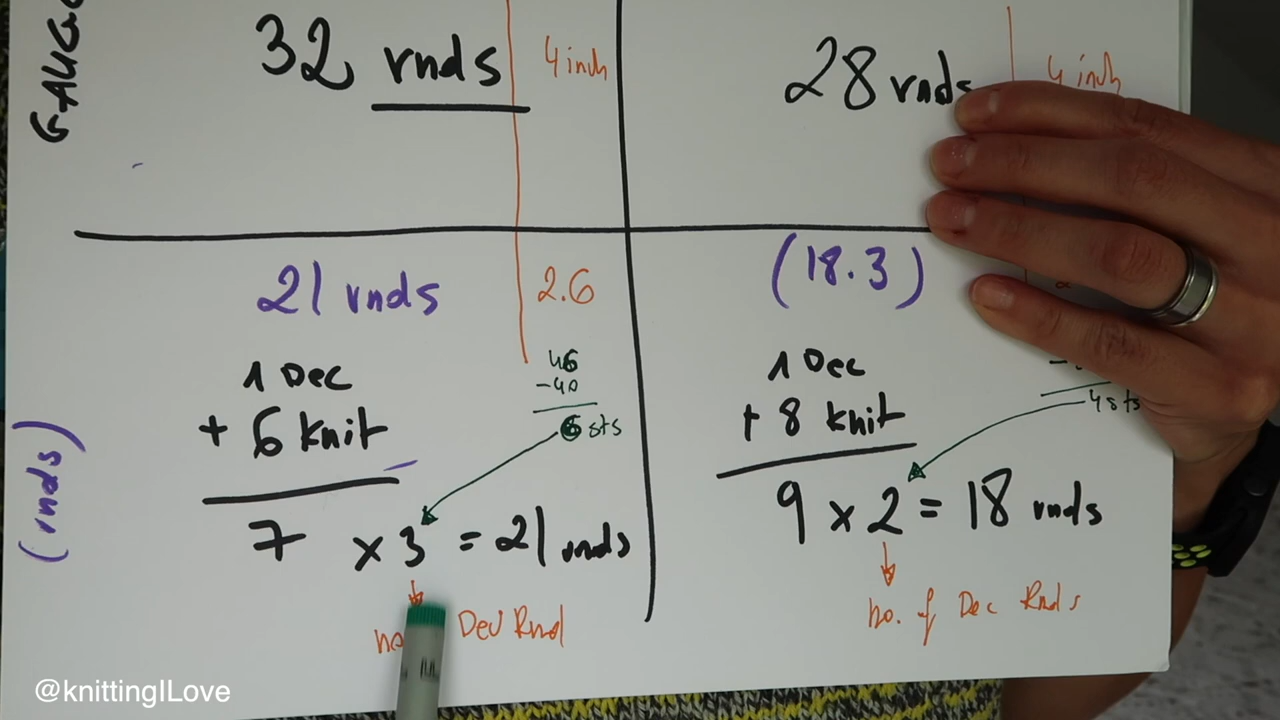 GAUG
32 rnds
4 inch
28 rnds
4 inch
21 rnds
2.6
(18.3)
1 Dec
+ 6 knit
46
-40
6 sts
7 x 3 = 21 rnds
no. Dec Rnd
1 Dec
+ 8 knit
4 sts
9 x 2 = 18 rnds
no. of Dec Rnds
(rnds)
@knittingILove